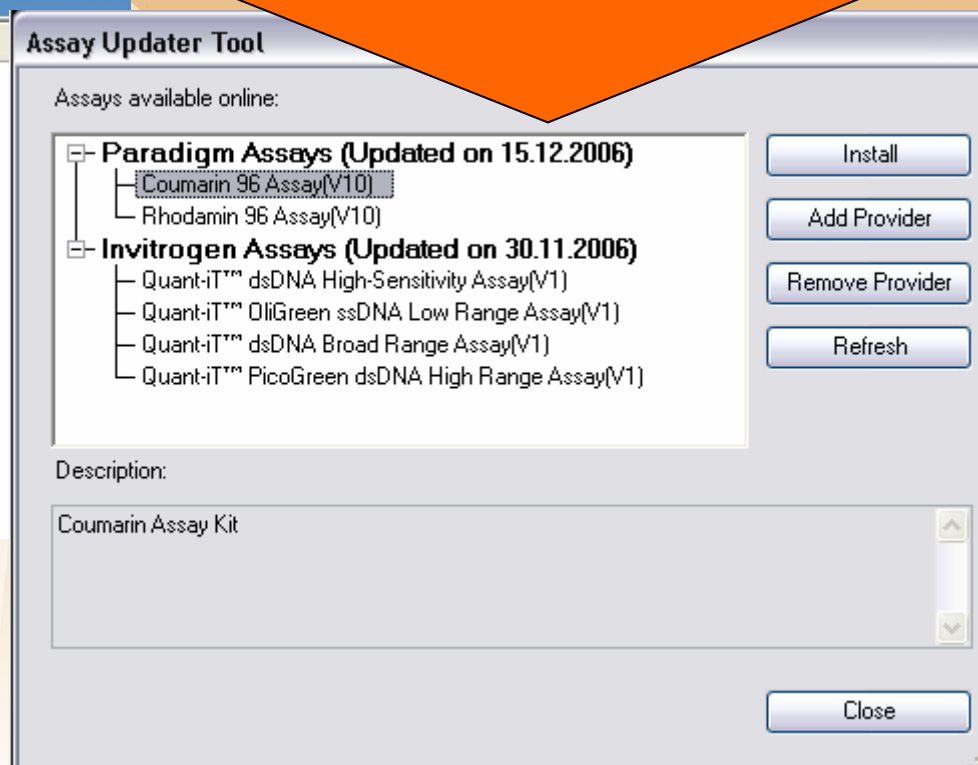 Assay Updater Tool
Assays available online:
Paradigm Assays (Updated on 15.12.2006)
Coumarin 96 Assay(V10)
Rhodamin 96 Assay(V10)
Invitrogen Assays (Updated on 30.11.2006)
Quant-iT™ dsDNA High-Sensitivity Assay(V1)
Quant-iT™ OliGreen ssDNA Low Range Assay(V1)
Quant-iT™ dsDNA Broad Range Assay(V1)
Quant-iT™ PicoGreen dsDNA High Range Assay(V1)
Install
Add Provider
Remove Provider
Refresh
Description:
Coumarin Assay Kit
Close